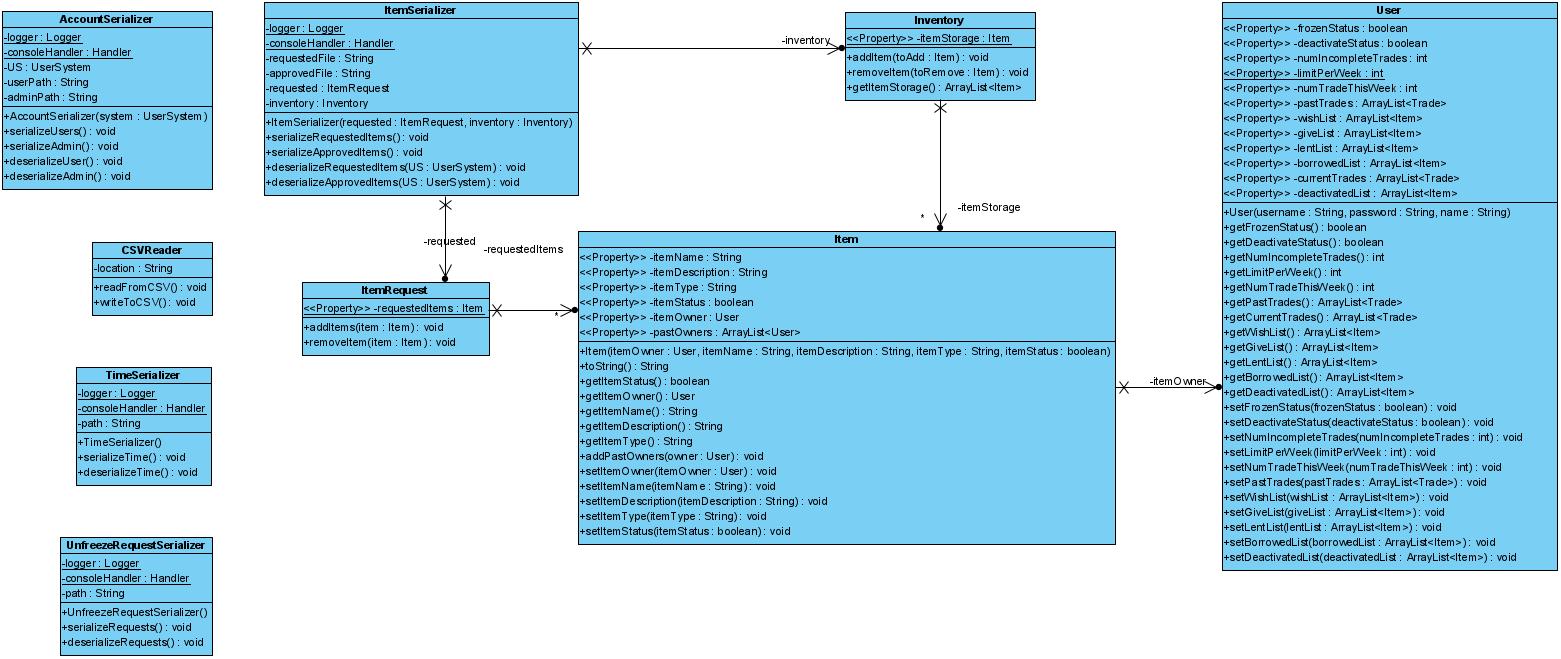 AccountSerializer
-logger : Logger
-consoleHandler : Handler
-US : UserSystem
-userPath : String
-adminPath : String
+AccountSerializer(system : UserSystem)
+serializeUsers() : void
+serializeAdmin() : void
+deserializeUser() : void
+deserializeAdmin() : void
ItemSerializer
-logger : Logger
-consoleHandler : Handler
-requestedFile : String
-approvedFile : String
-requested : ItemRequest
-inventory : Inventory
+ItemSerializer(requested : ItemRequest, inventory : Inventory)
+serializeRequestedItems() : void
+serializeApprovedItems() : void
+deserializeRequestedItems(US : UserSystem) : void
+deserializeApprovedItems(US : UserSystem) : void
-inventory
Inventory
<<Property>> -itemStorage : Item
+addItem(toAdd : Item) : void
+removeItem(toRemove : Item) : void
+getItemStorage() : ArrayList<Item>
User
<<Property>> -frozenStatus : boolean
<<Property>> -deactivateStatus : boolean
<<Property>> -numIncompleteTrades : int
<<Property>> -limitPerWeek : int
<<Property>> -numTradeThisWeek : int
<<Property>> -pastTrades : ArrayList<Trade>
<<Property>> -wishList : ArrayList<Item>
<<Property>> -giveList : ArrayList<Item>
<<Property>> -lentList : ArrayList<Item>
<<Property>> -borrowedList : ArrayList<Item>
<<Property>> -currentTrades : ArrayList<Trade>
<<Property>> -deactivatedList : ArrayList<Item>
+User(username : String, password : String, name : String)
+getFrozenStatus() : boolean
+getDeactivateStatus() : boolean
+getNumIncompleteTrades() : int
+getLimitPerWeek() : int
+getNumTradeThisWeek() : int
+getPastTrades() : ArrayList<Trade>
+getCurrentTrades() : ArrayList<Trade>
+getWishList() : ArrayList<Item>
+getGiveList() : ArrayList<Item>
+getLentList() : ArrayList<Item>
+getBorrowedList() : ArrayList<Item>
+getDeactivatedList() : ArrayList<Item>
+setFrozenStatus(frozenStatus : boolean) : void
+setDeactivateStatus(deactivateStatus : boolean) : void
+setNumIncompleteTrades(numIncompleteTrades : int) : void
+setLimitPerWeek(limitPerWeek : int) : void
+setNumTradeThisWeek(numTradeThisWeek : int) : void
+setPastTrades(pastTrades : ArrayList<Trade>) : void
+setWishList(wishList : ArrayList<Item>) : void
+setGiveList(giveList : ArrayList<Item>) : void
+setLentList(lentList : ArrayList<Item>) : void
+setBorrowedList(borrowedList : ArrayList<Item>) : void
+setDeactivatedList(deactivatedList : ArrayList<Item>) : void
-requested
-requestedItems
*
-itemStorage
CSVReader
-location : String
+readFromCSV() : void
+writeToCSV() : void
ItemRequest
<<Property>> -requestedItems : Item
+addItems(item : Item) : void
+removeItem(item : Item) : void
*
Item
<<Property>> -itemName : String
<<Property>> -itemDescription : String
<<Property>> -itemType : String
<<Property>> -itemStatus : boolean
<<Property>> -itemOwner : User
<<Property>> -pastOwners : ArrayList<User>
+Item(itemOwner : User, itemName : String, itemDescription : String, itemType : String, itemStatus : boolean)
+toString() : String
+getItemStatus() : boolean
+getItemOwner() : User
+getItemName() : String
+getItemDescription() : String
+getItemType() : String
+addPastOwners(owner : User) : void
+setItemOwner(itemOwner : User) : void
+setItemName(itemName : String) : void
+setItemDescription(itemDescription : String) : void
+setItemType(itemType : String) : void
+setItemStatus(itemStatus : boolean) : void
-itemOwner
TimeSerializer
-logger : Logger
-consoleHandler : Handler
-path : String
+TimeSerializer()
+serializeTime() : void
+deserializeTime() : void
UnfreezeRequestSerializer
-logger : Logger
-consoleHandler : Handler
-path : String
+UnfreezeRequestSerializer()
+serializeRequests() : void
+deserializeRequests() : void